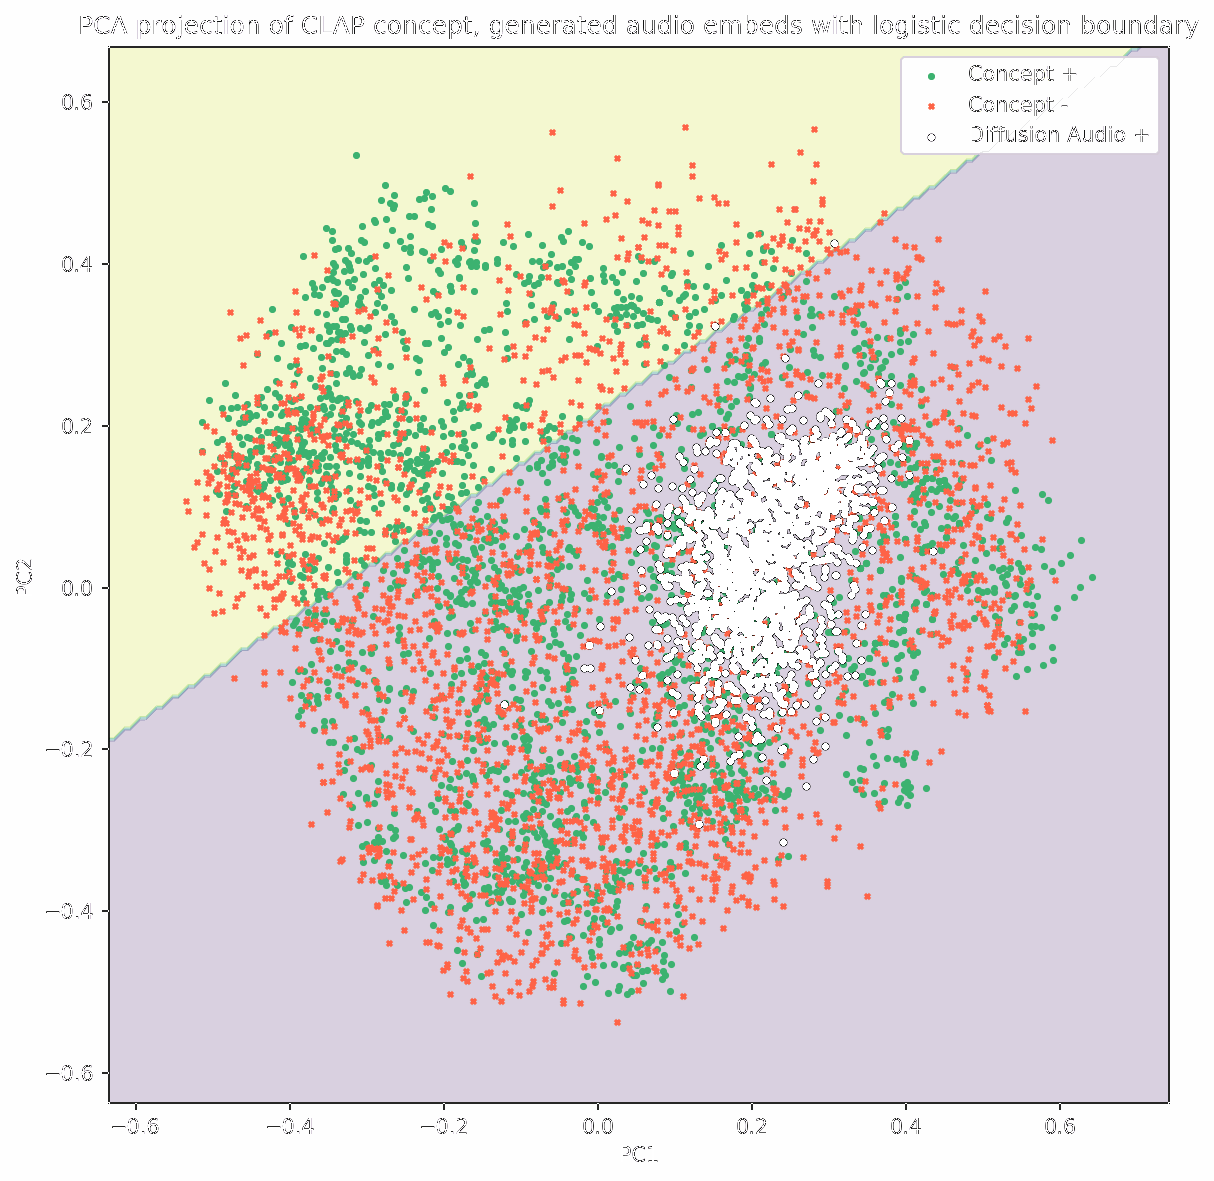 PCA projection of CLAP concept, generated audio embeds with logistic decision boundary
Concept +
Concept -
Diffusion Audio +
0.6
0.4
0.2
0.0
−0.2
−0.4
−0.6
PC2
−0.6 −0.4 −0.2 0.0 0.2 0.4 0.6
PC1